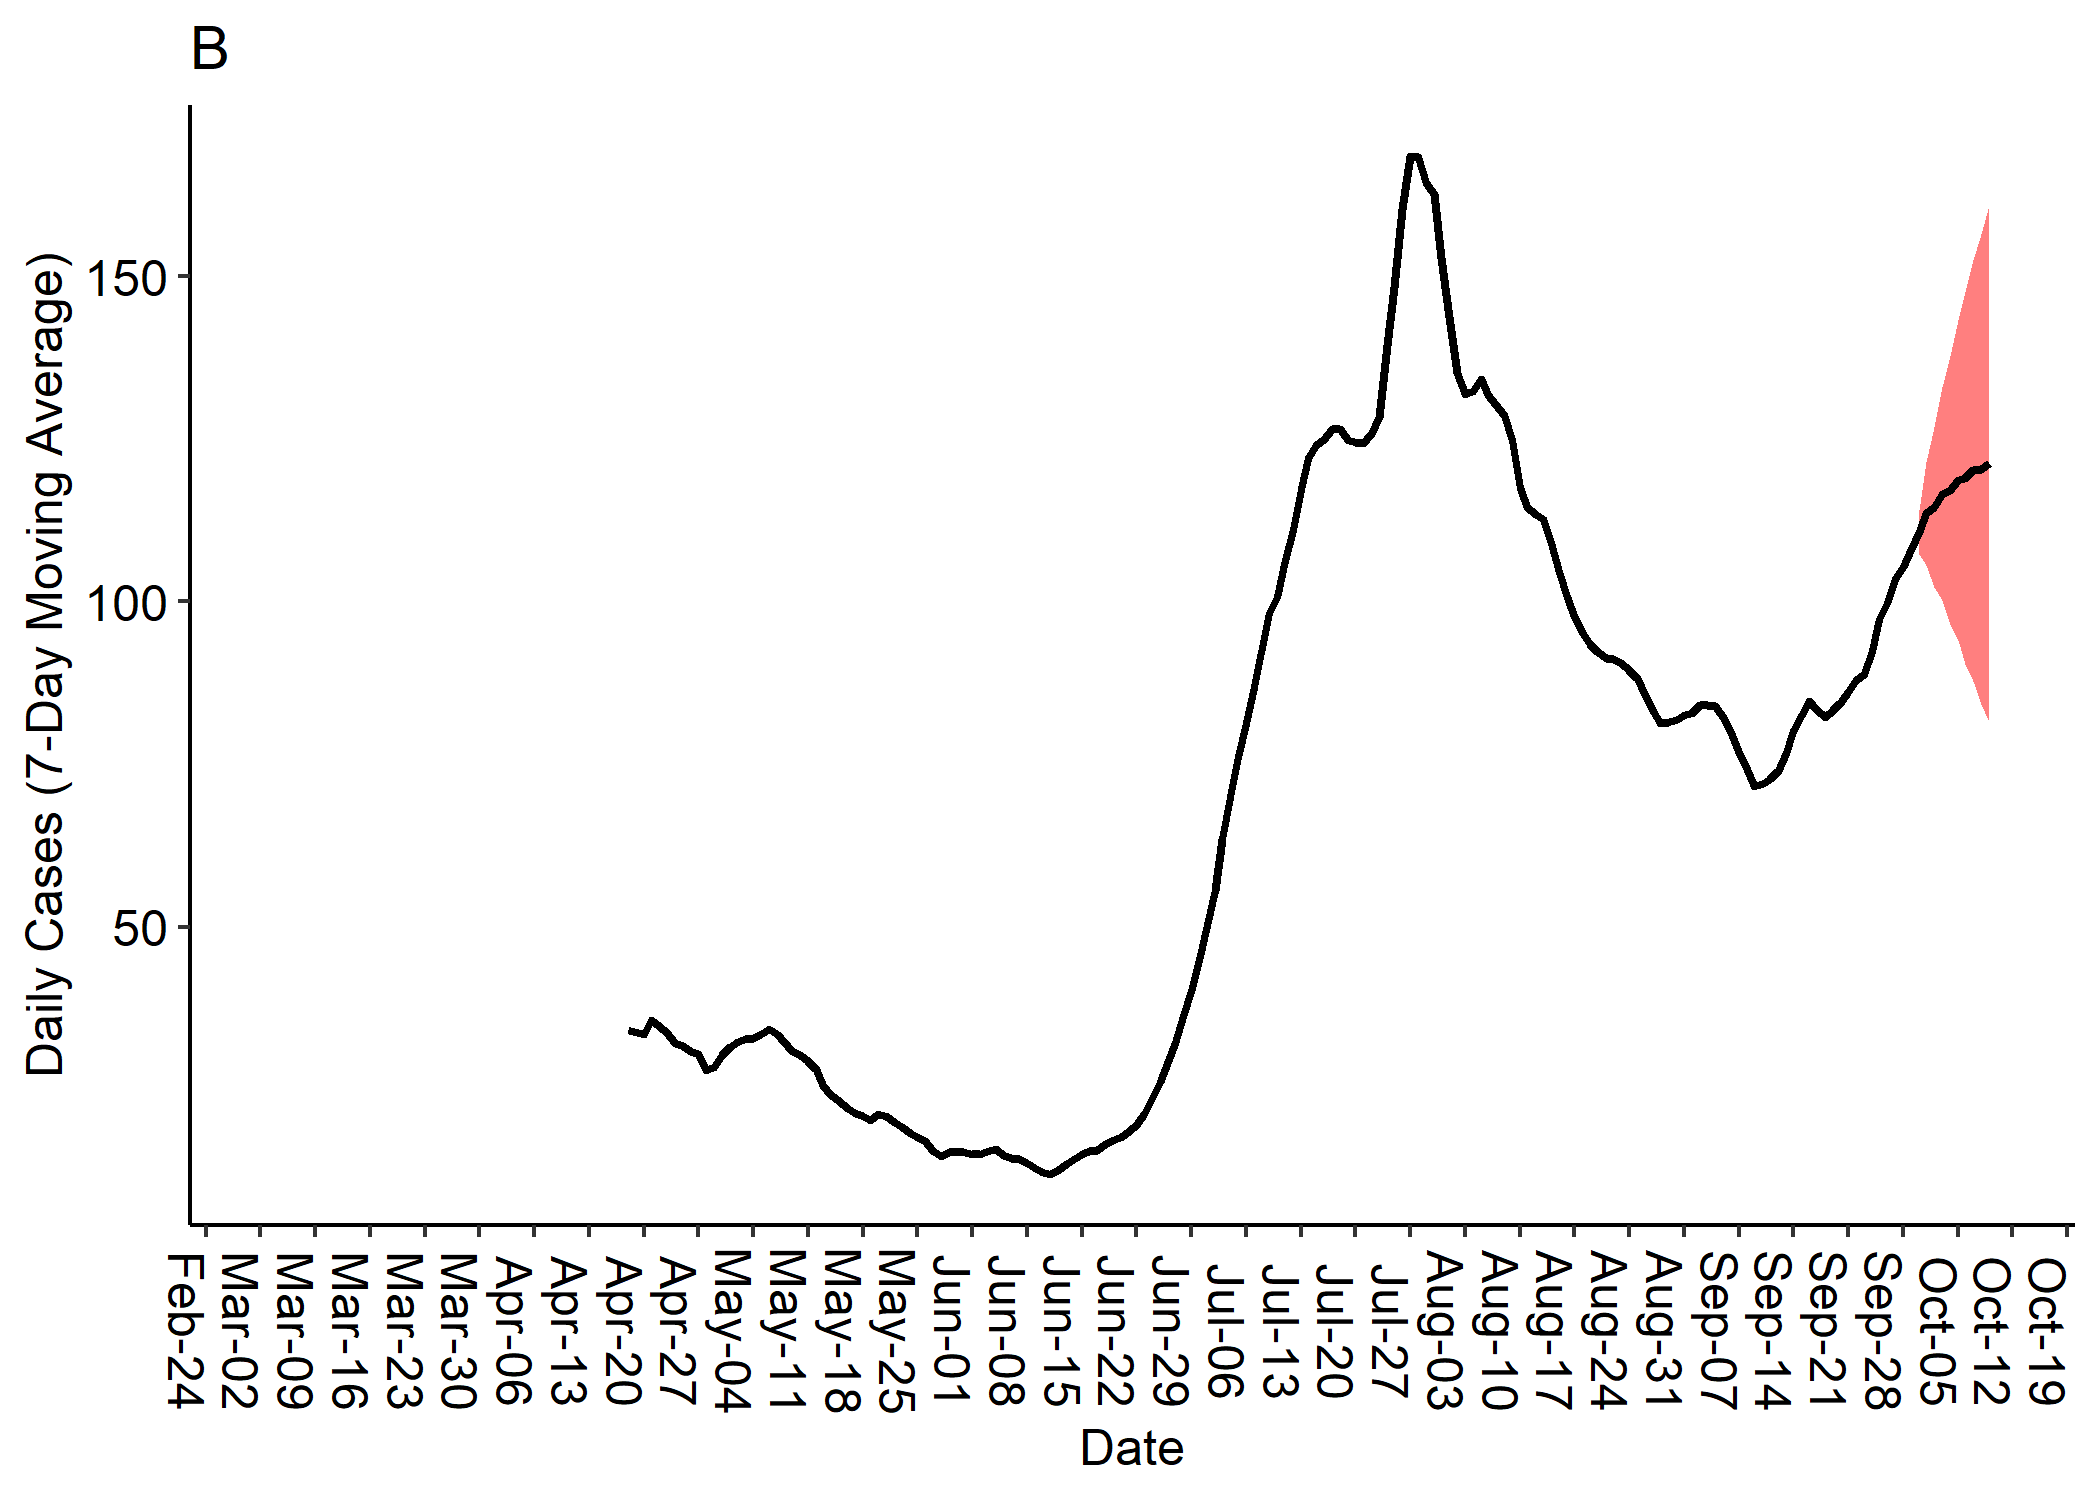 B
Daily Cases (7-Day Moving Average)
150
100
50
Feb-24
Mar-02
Mar-09
Mar-16
Mar-23
Mar-30
Apr-06
Apr-13
Apr-20
Apr-27
May-04
May-11
May-18
May-25
Jun-01
Jun-08
Jun-15
Jun-22
Jun-29
Jul-06
Jul-13
Jul-20
Jul-27
Aug-03
Aug-10
Aug-17
Aug-24
Aug-31
Sep-07
Sep-14
Sep-21
Sep-28
Oct-05
Oct-12
Oct-19
Date